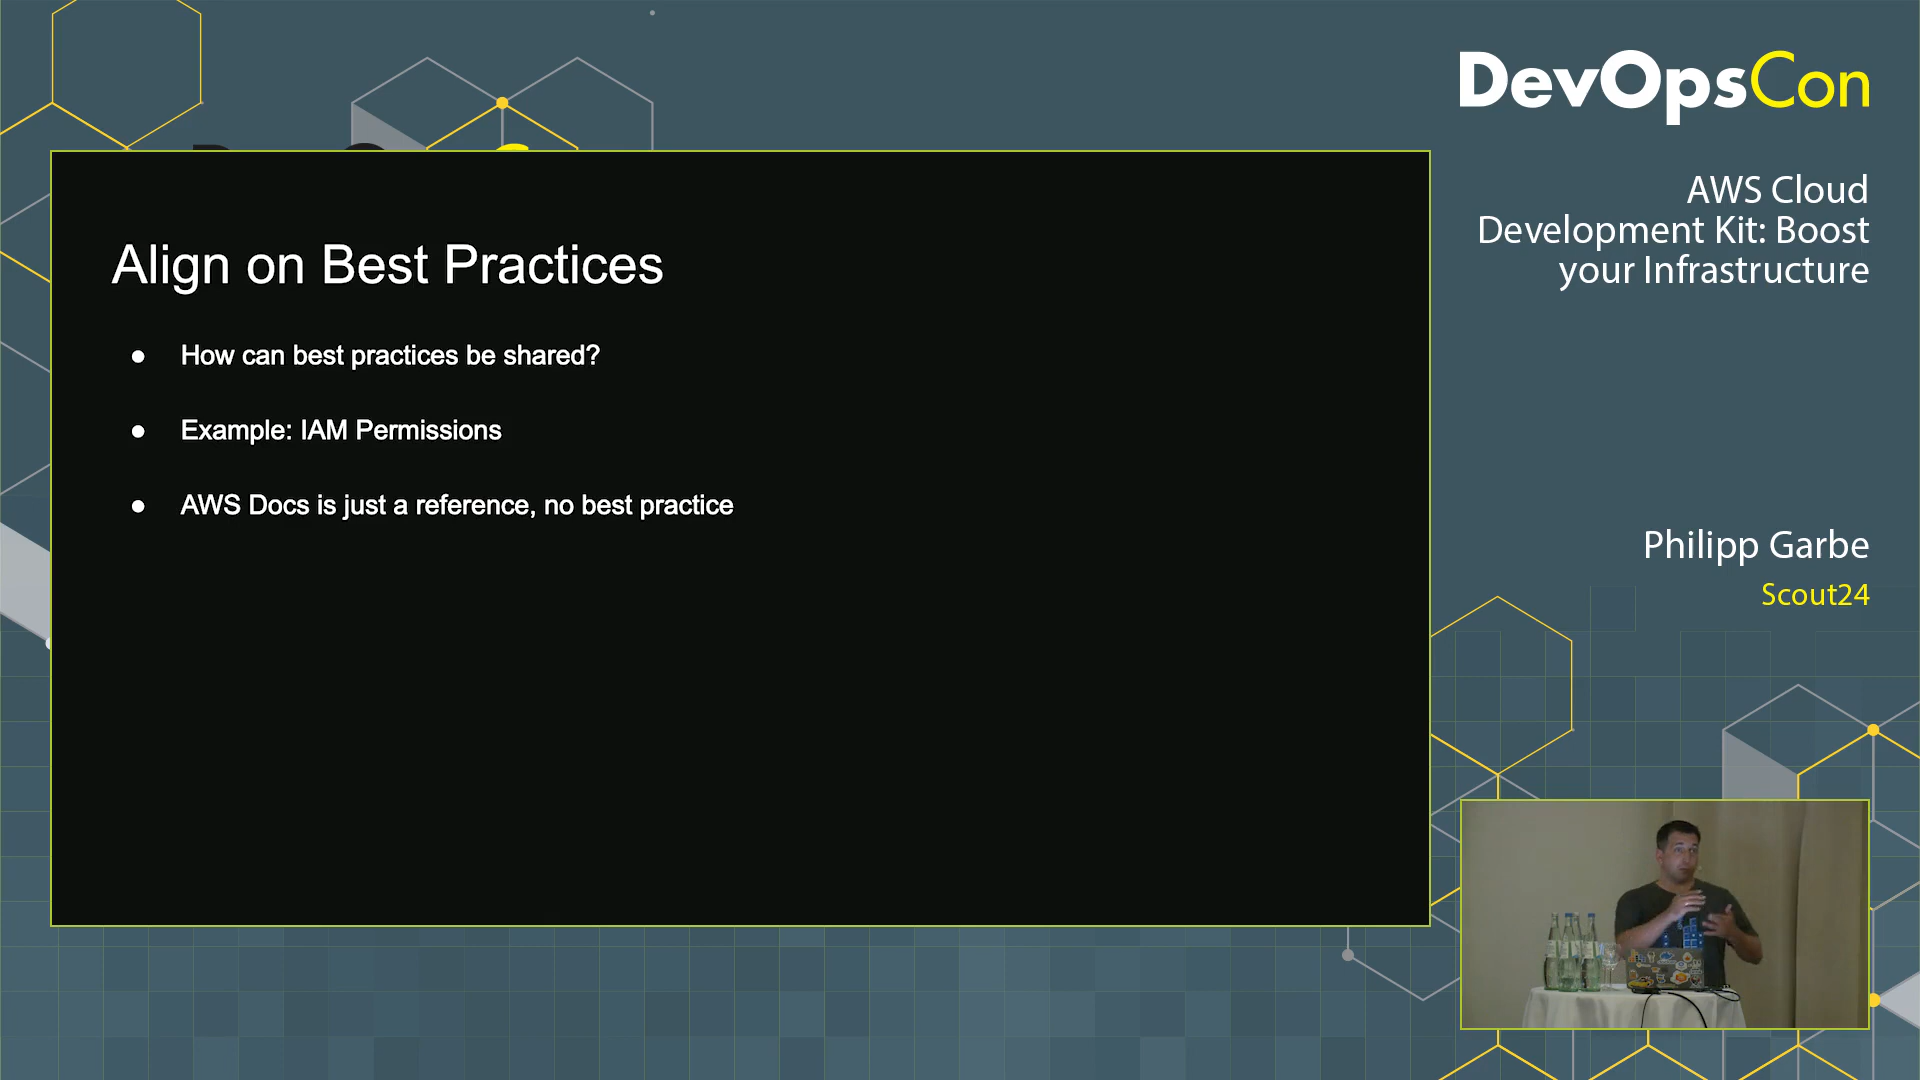 DevOpsCon
AWS Cloud
Development Kit: Boost
your Infrastructure
Align on Best Practices
● How can best practices be shared?
● Example: IAM Permissions
● AWS Docs is just a reference, no best practice
Philipp Garbe
Scout24